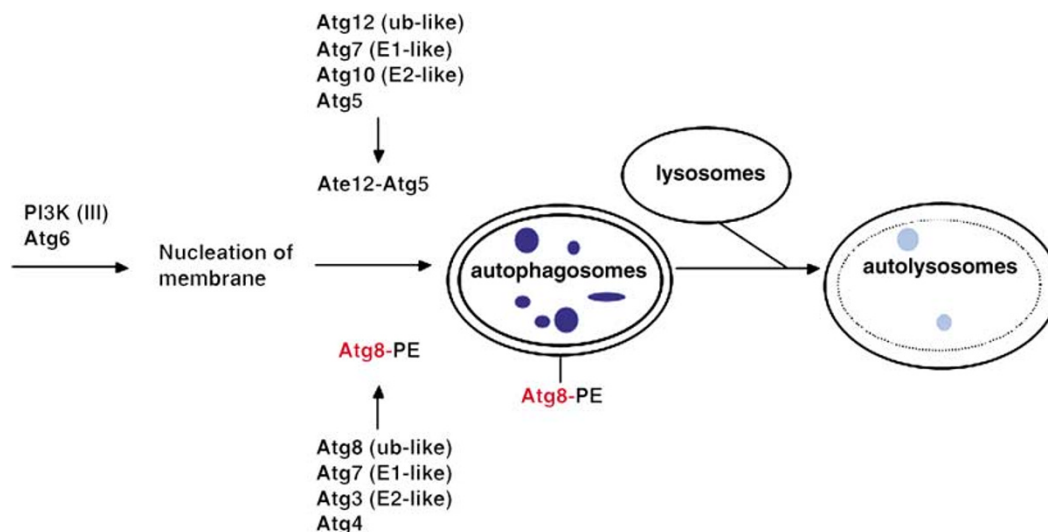 Atg12 (ub-like)
Atg7 (E1-like)
Atg10 (E2-like)
Atg5
Ate12-Atg5
lysosomes
PI3K (III)
Atg6
Nucleation of
membrane
autophagosomes
autolysosomes
Atg8-PE
Atg8-PE
Atg8 (ub-like)
Atg7 (E1-like)
Atg3 (E2-like)
Atg4